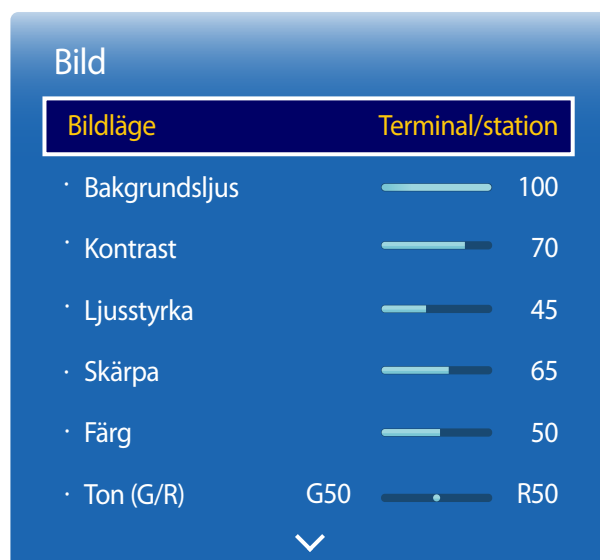 Bild
Bildläge Terminal/station
· Bakgrundsljus 100
· Kontrast 70
· Ljusstyrka 45
· Skärpa 65
· Färg 50
· Ton (G/R) G50 R50